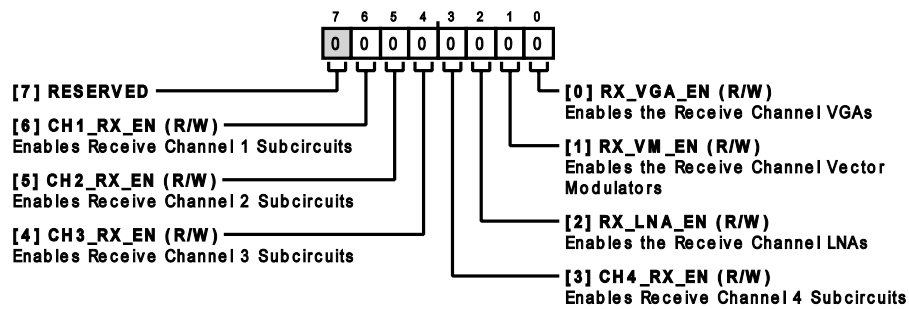 7 6 5 4 3 2 1 0
0 0 0 0 0 0 0 0
[7] RESERVED
[6] CH1_RX_EN (R/W)
Enables Receive Channel 1 Subcircuits
[5] CH2_RX_EN (R/W)
Enables Receive Channel 2 Subcircuits
[4] CH3_RX_EN (R/W)
Enables Receive Channel 3 Subcircuits
[0] RX_VGA_EN (R/W)
Enables the Receive Channel VGAs
[1] RX_VM_EN (R/W)
Enables the Receive Channel Vector
Modulators
[2] RX_LNA_EN (R/W)
Enables the Receive Channel LNAs
[3] CH4_RX_EN (R/W)
Enables Receive Channel 4 Subcircuits